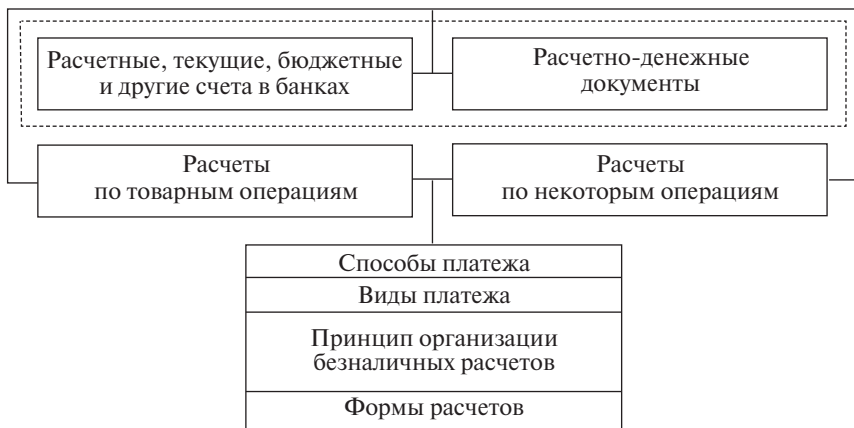 Расчетные, текущие, бюджетные
и другие счета в банках
Расчетно-денежные
документы
Расчеты
по товарным операциям
Расчеты
по некоторым операциям
Способы платежа
Виды платежа
Принцип организации
безналичных расчетов
Формы расчетов